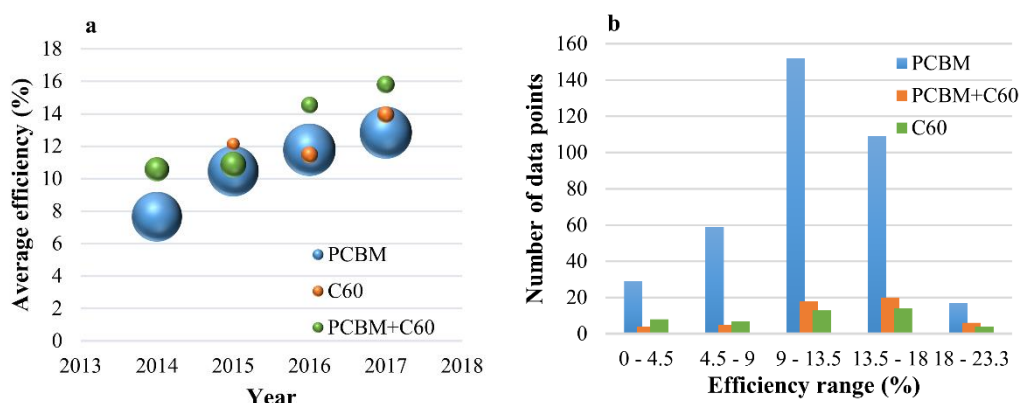 a
Average efficiency (%)
18
16
14
12
10
8
6
4
2
0
PCBM
C60
PCBM+C60
2013 2014 2015 2016 2017 2018
Year
b
Number of data points
160
140
120
100
80
60
40
20
0
PCBM
PCBM+C60
C60
0 - 4.5 4.5 - 9 9 - 13.5 13.5 - 18 18 - 23.3
Efficiency range (%)